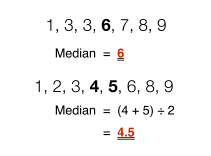 1, 3, 3, 6, 7, 8, 9
Median = 6
1, 2, 3, 4, 5, 6, 8, 9
Median = (4 + 5) ÷ 2
= 4.5